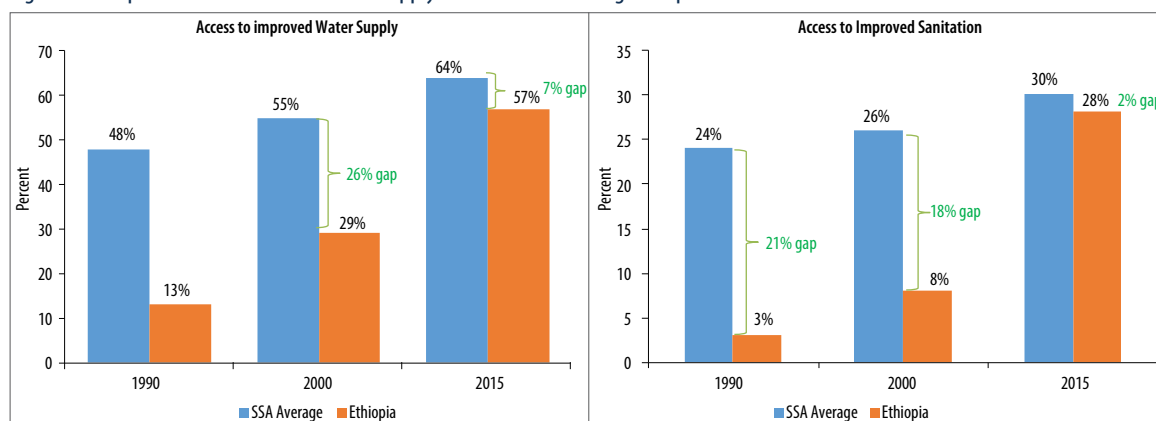 Access to improved Water Supply
70
60
50
40
30
20
10
0
Percent
48%
13%
55%
29%
26% gap
64%
57%
7% gap
1990
2000
2015
SSA Average
Ethiopia
Access to Improved Sanitation
35
30
25
20
15
10
5
0
Percent
24%
3%
21% gap
26%
8%
18% gap
30%
28%
2% gap
1990
2000
2015
SSA Average
Ethiopia